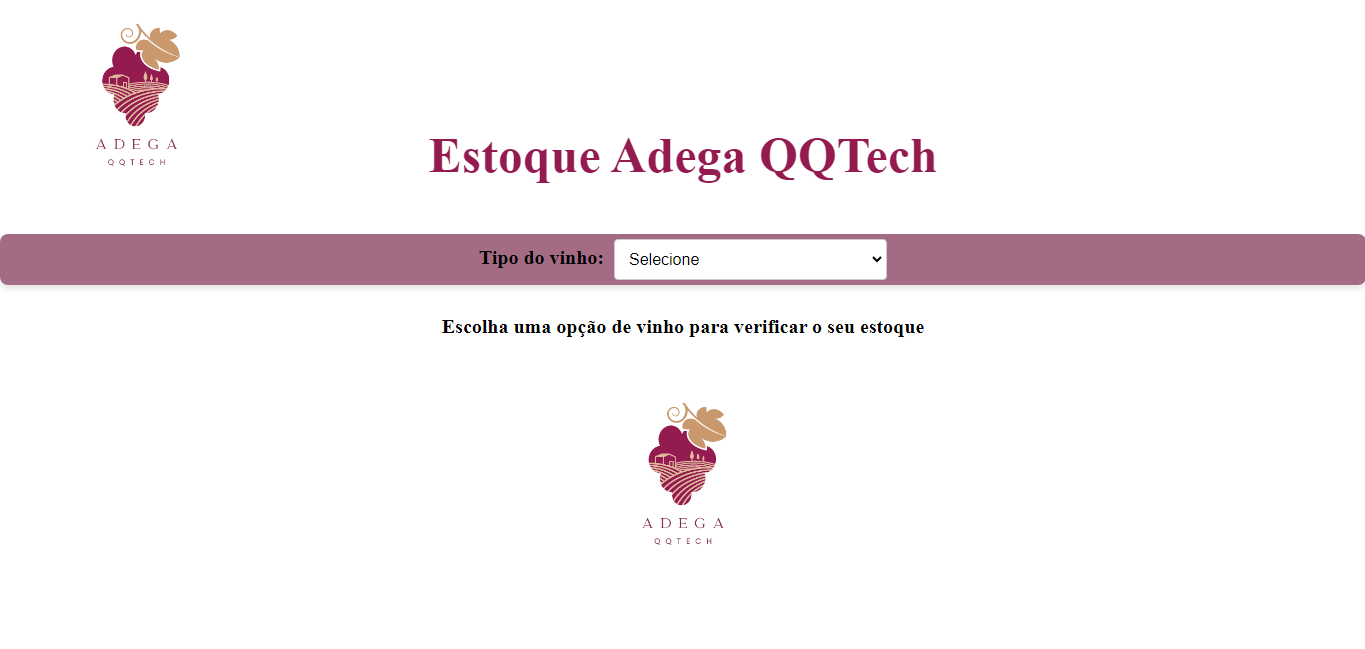 ADEGA
QQTECH
Estoque Adega QQTech
Tipo do vinho: Selecione
Escolha uma opção de vinho para verificar o seu estoque
ADEGA
QQTECH